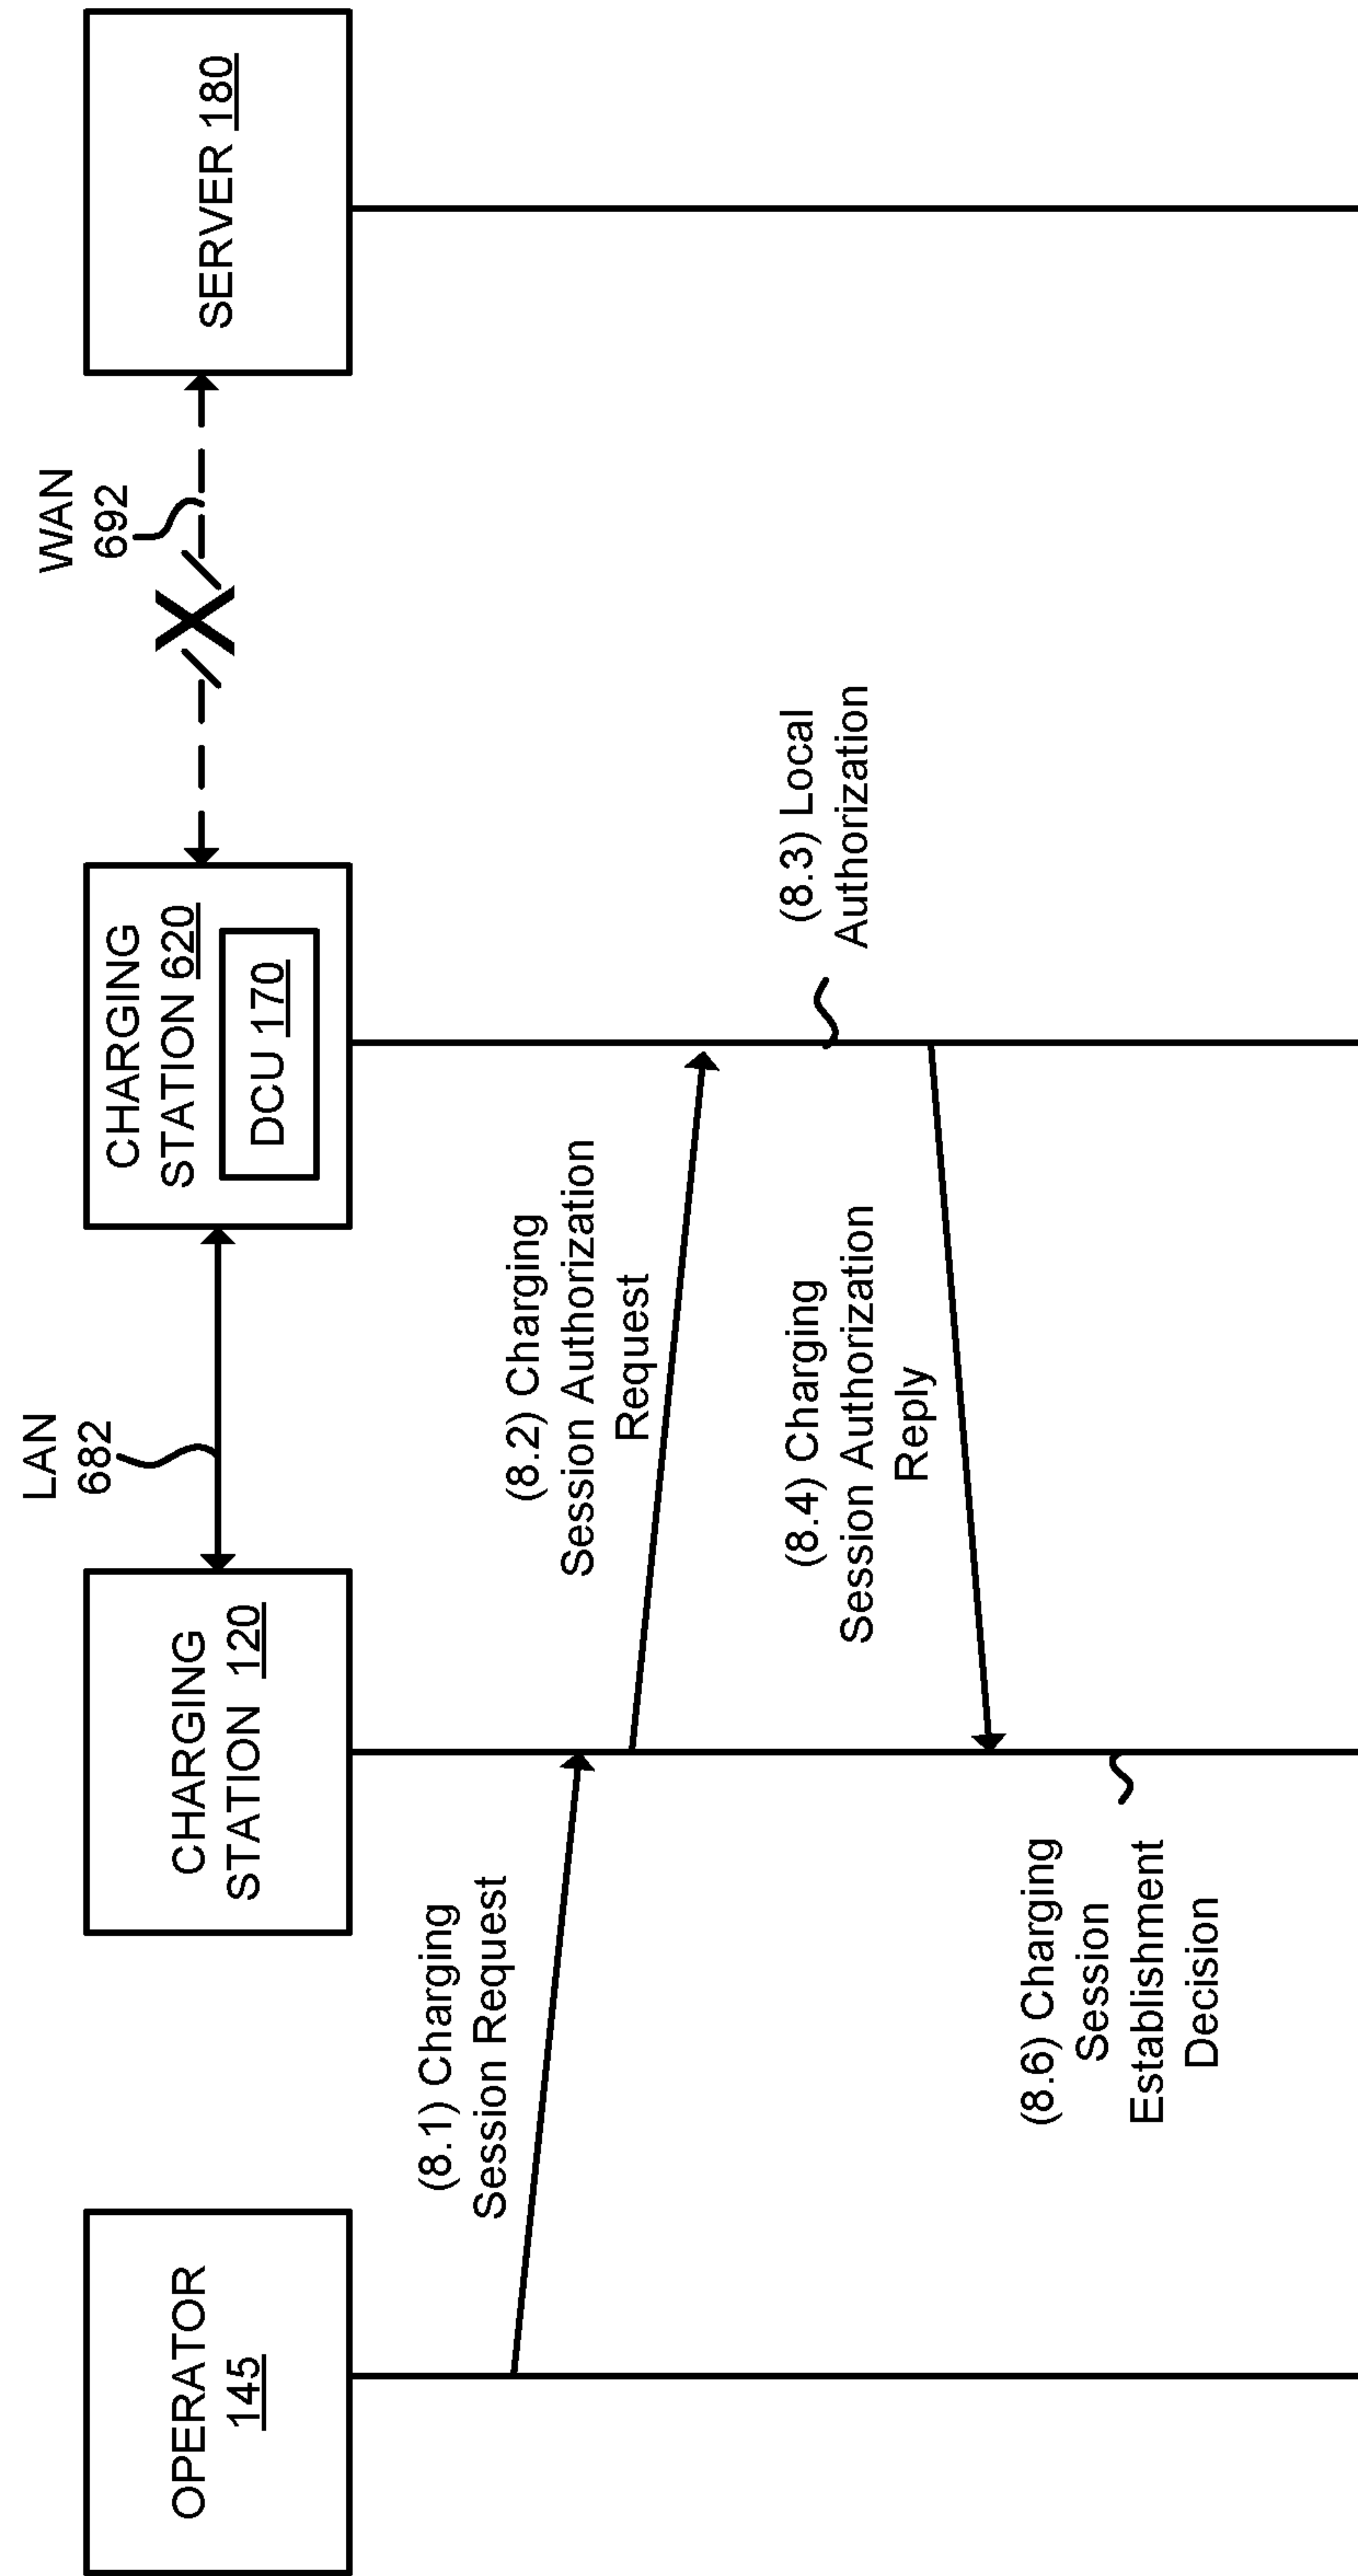 OPERATOR
145
CHARGING
STATION 120
LAN
682
CHARGING
STATION 620
DCU 170
WAN
692
X
SERVER 180
(8.1) Charging
Session Request
(8.2) Charging
Session Authorization
Request
(8.3) Local
Authorization
(8.4) Charging
Session Authorization
Reply
(8.6) Charging
Session
Establishment
Decision